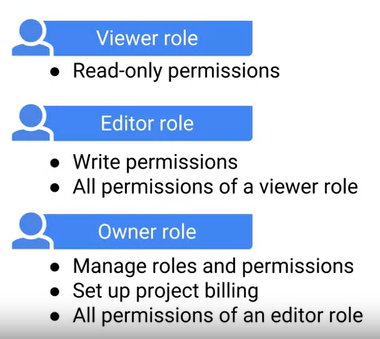 Viewer role
● Read-only permissions
Editor role
● Write permissions
● All permissions of a viewer role
Owner role
● Manage roles and permissions
● Set up project billing
● All permissions of an editor role